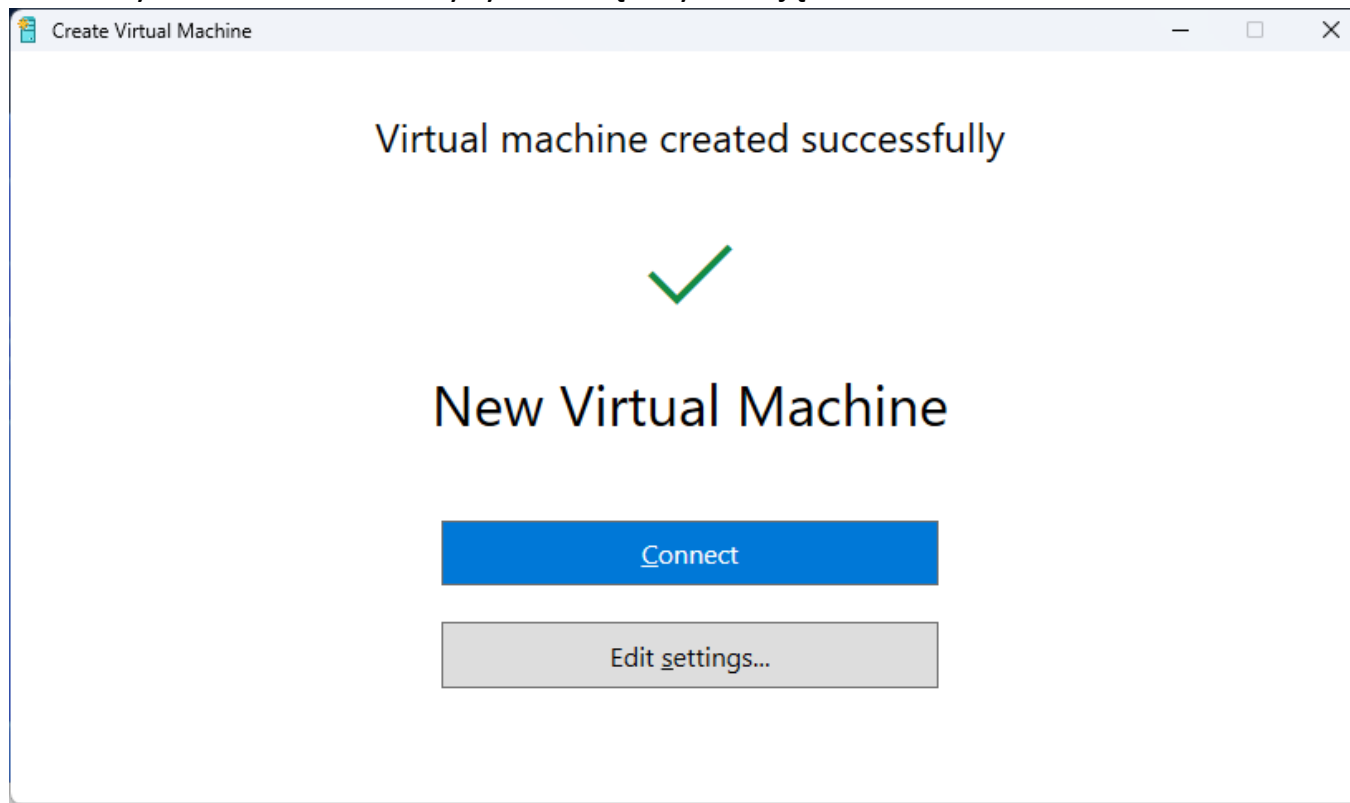 Create Virtual Machine
Virtual machine created successfully
New Virtual Machine
Connect
Edit settings...